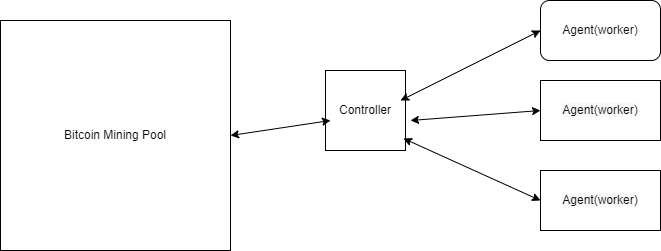 Bitcoin Mining Pool
Controller
Agent(worker)
Agent(worker)
Agent(worker)